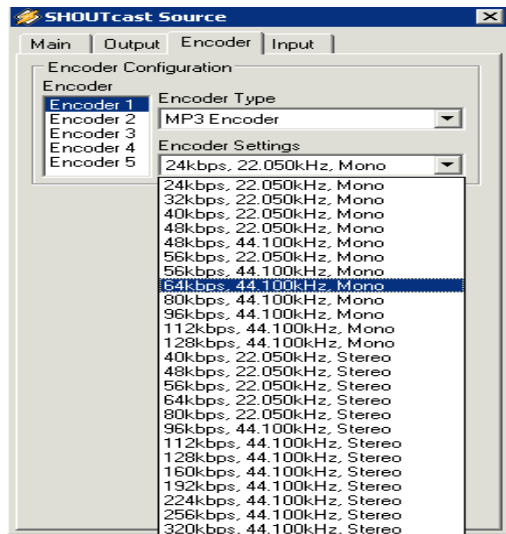 SHOUTcast Source
Main Output Encoder Input
Encoder Configuration
Encoder
Encoder 1
Encoder 2
Encoder 3
Encoder 4
Encoder 5
Encoder Type
MP3 Encoder
Encoder Settings
24kbps, 22.050kHz, Mono
24kbps, 22.050kHz, Mono
32kbps, 22.050kHz, Mono
40kbps, 22.050kHz, Mono
48kbps, 22.050kHz, Mono
48kbps, 44.100kHz, Mono
56kbps, 22.050kHz, Mono
56kbps, 44.100kHz, Mono
64kbps, 44.100kHz, Mono
80kbps, 44.100kHz, Mono
96kbps, 44.100kHz, Mono
112kbps, 44.100kHz, Mono
128kbps, 44.100kHz, Mono
40kbps, 22.050kHz, Stereo
48kbps, 22.050kHz, Stereo
56kbps, 22.050kHz, Stereo
64kbps, 22.050kHz, Stereo
80kbps, 22.050kHz, Stereo
96kbps, 44.100kHz, Stereo
112kbps, 44.100kHz, Stereo
128kbps, 44.100kHz, Stereo
160kbps, 44.100kHz, Stereo
192kbps, 44.100kHz, Stereo
224kbps, 44.100kHz, Stereo
256kbps, 44.100kHz, Stereo
320kbps, 44.100kHz, Stereo